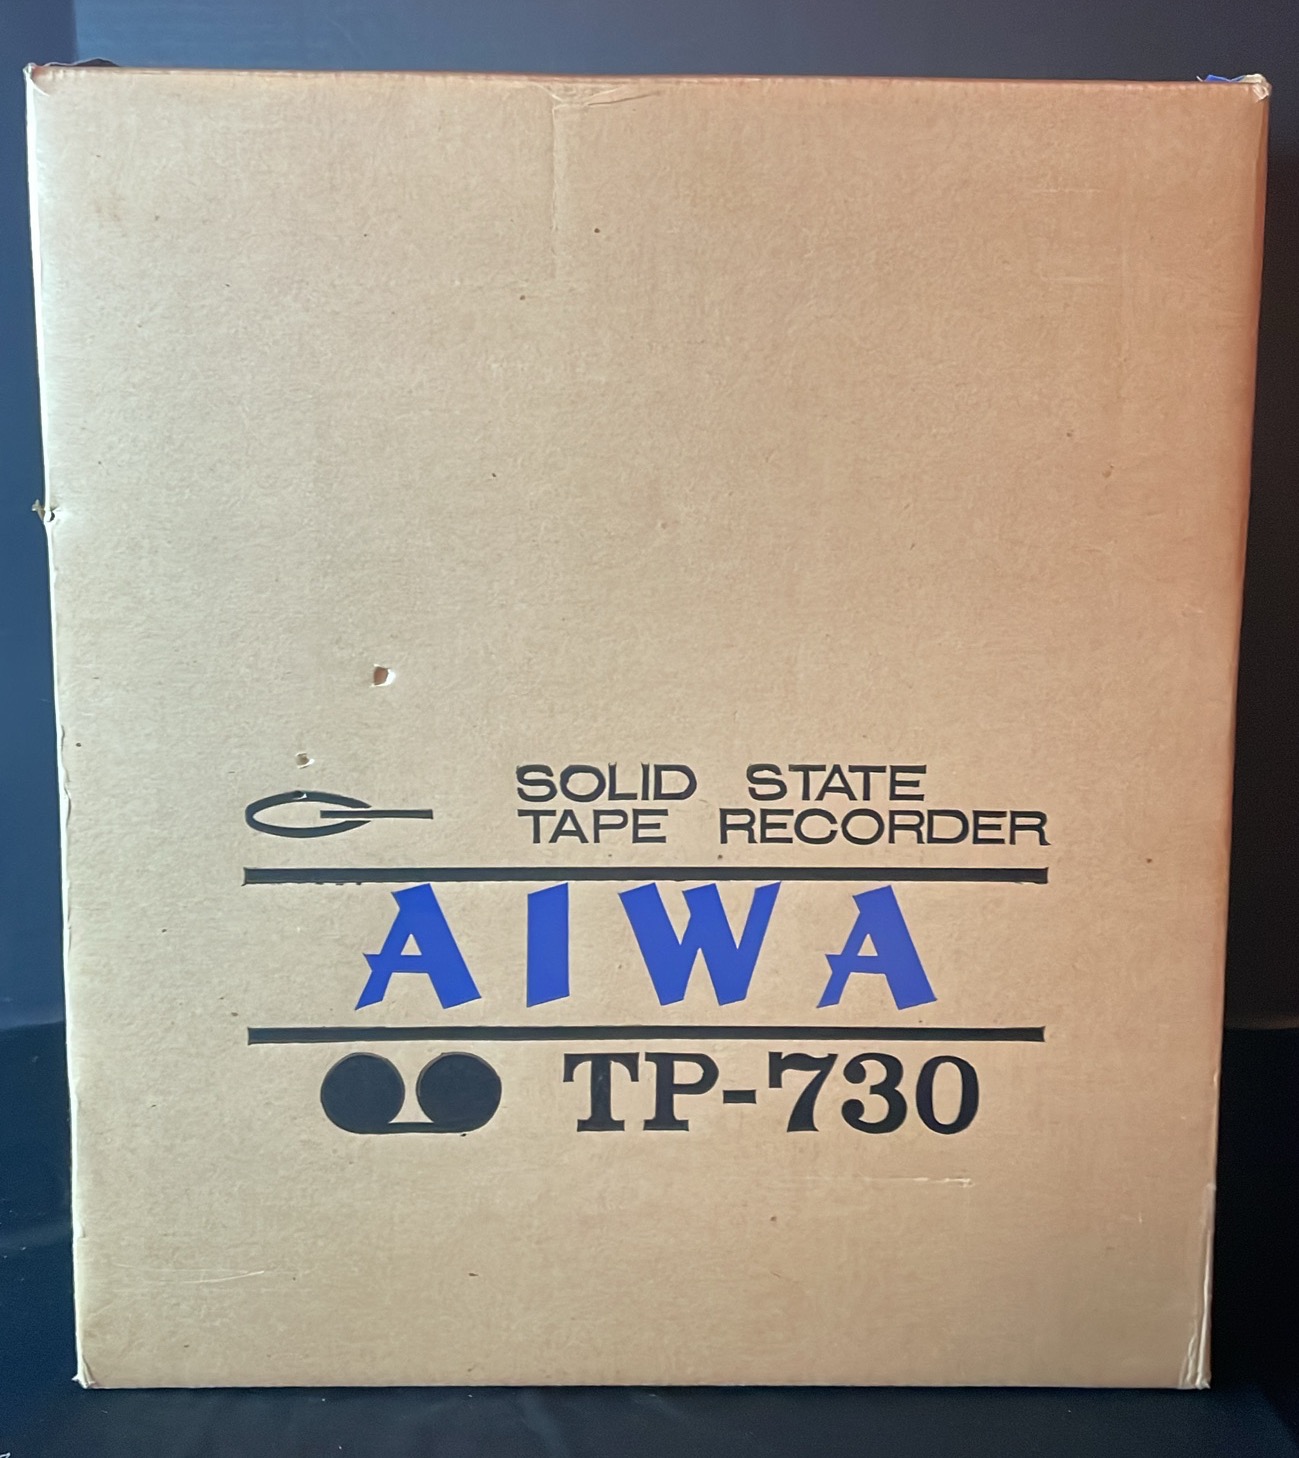 SOLID STATE
TAPE RECORDER
AIWA
TP-730